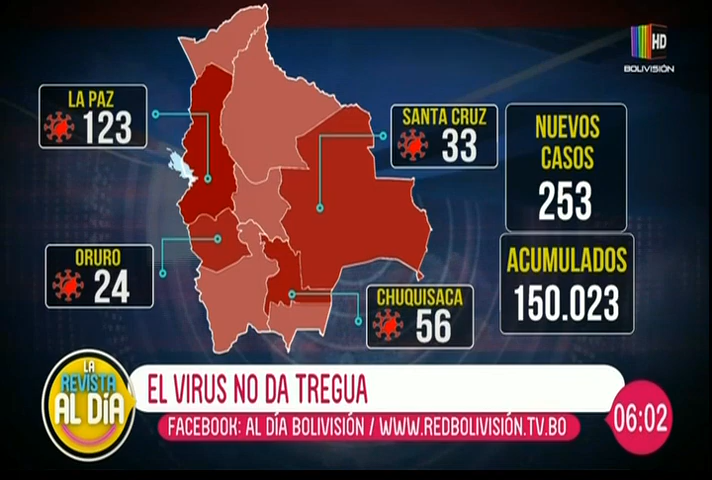 HD
BOLIVISIÓN
LA PAZ
123
SANTA CRUZ
33
NUEVOS
CASOS
253
ORURO
24
CHUQUISACA
56
ACUMULADOS
150.023
LA
REVISTA
AL DÍA
EL VIRUS NO DA TREGUA
FACEBOOK: AL DÍA BOLIVISIÓN / WWW.REDBOLIVISIÓN.TV.BO
06:02